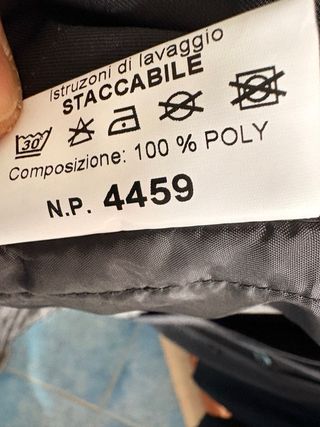 Istruzoni di lavaggio
STACCABILE
30°
Composizione: 100 % POLY
N.P. 4459